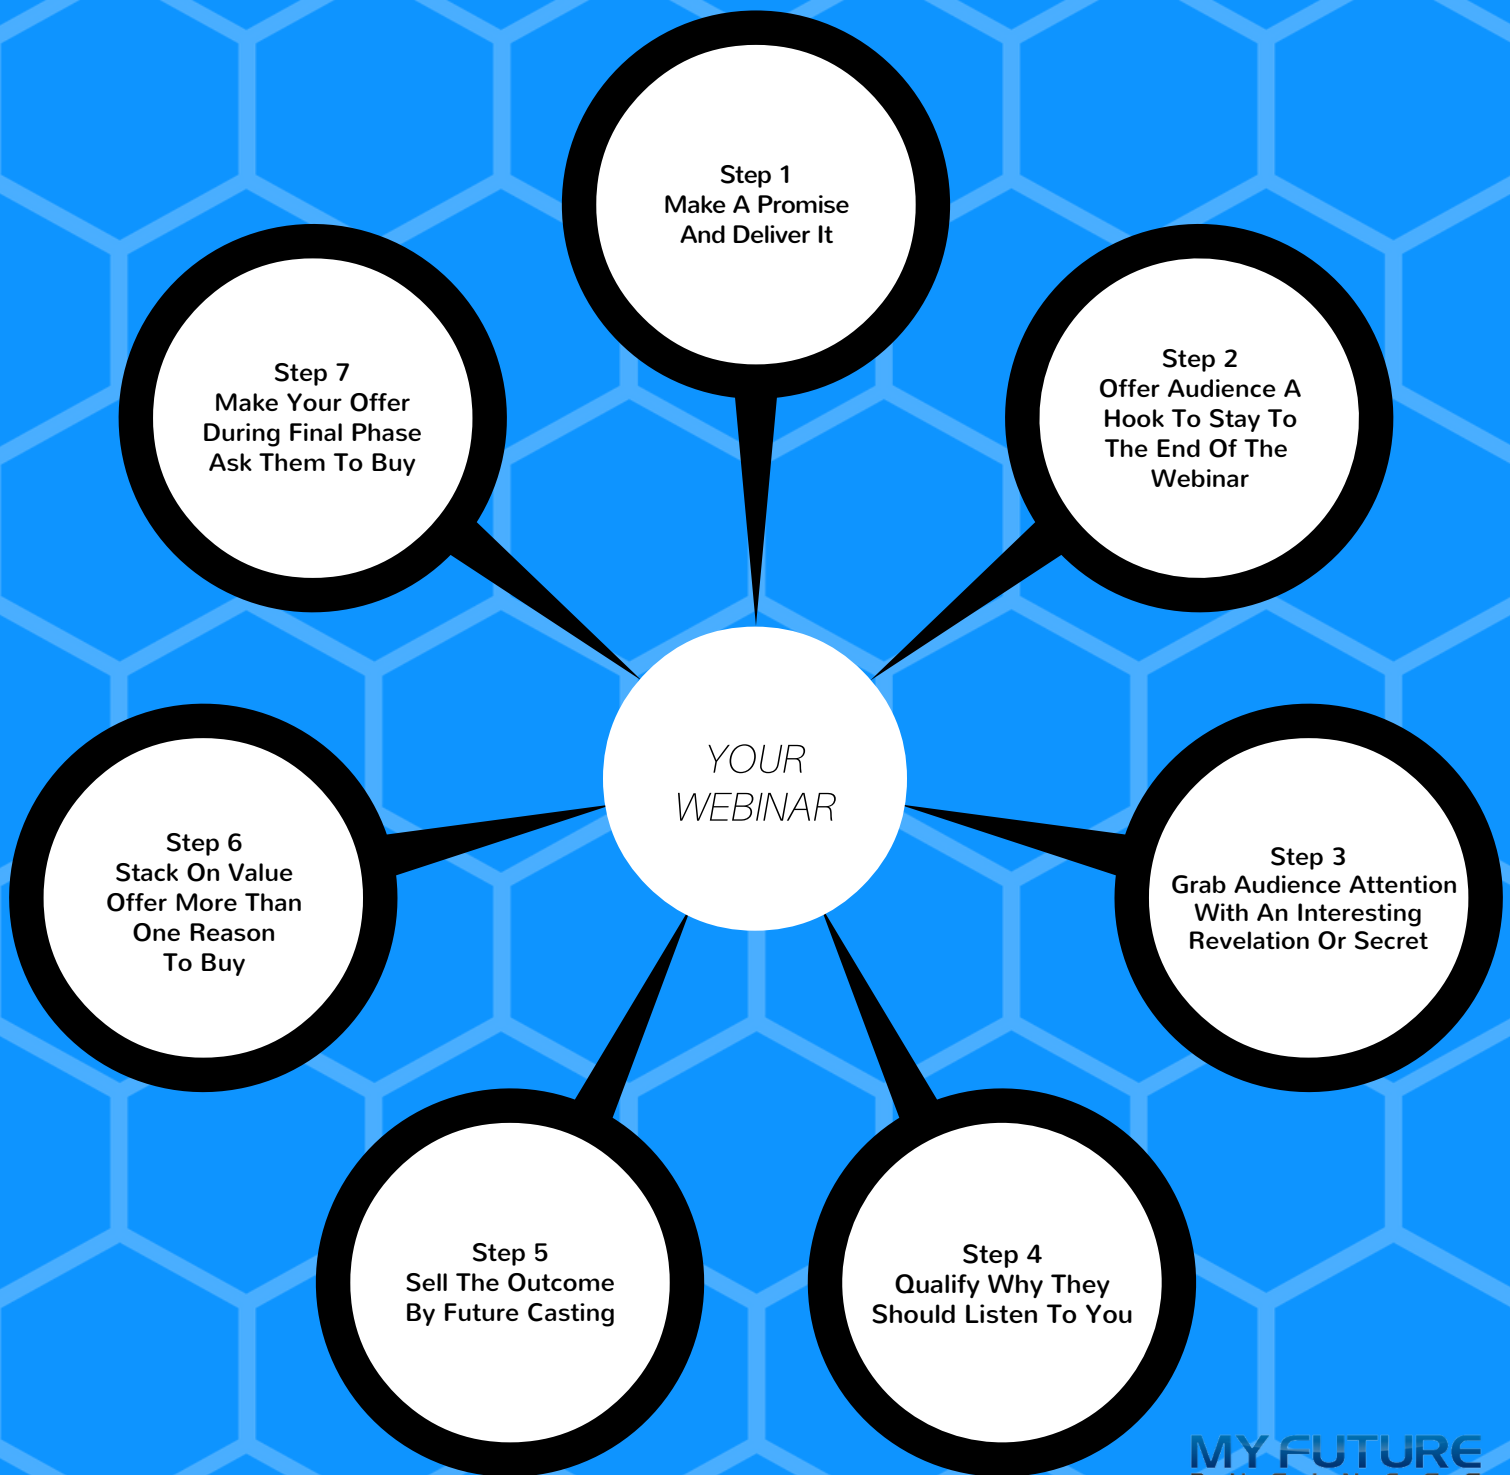 Step 1
Make A Promise
And Deliver It
Step 2
Offer Audience A
Hook To Stay To
The End Of The
Webinar
Step 3
Grab Audience Attention
With An Interesting
Revelation Or Secret
Step 4
Qualify Why They
Should Listen To You
Step 5
Sell The Outcome
By Future Casting
Step 6
Stack On Value
Offer More Than
One Reason
To Buy
Step 7
Make Your Offer
During Final Phase
Ask Them To Buy
YOUR
WEBINAR
MY FUTURE